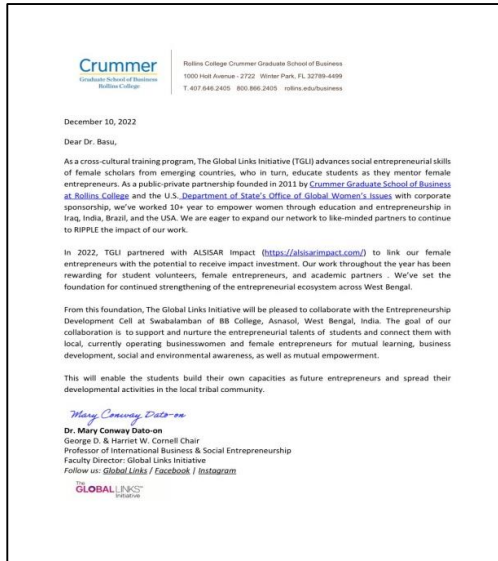 Crummer
Graduate School of Business
Rollins College
Rollins College Crummer Graduate School of Business
1000 Holt Avenue - 2722 Winter Park, FL 32789-4499
T. 407.646.2405 800.866.2405 rollins.edu/business
December 10, 2022
Dear Dr. Basu,
As a cross-cultural training program, The Global Links Initiative (TGLI) advances social entrepreneurial skills
of female scholars from emerging countries, who in turn, educate students as they mentor female
entrepreneurs. As a public-private partnership founded in 2011 by Crummer Graduate School of Business
at Rollins College and the U.S. Department of State's Office of Global Women's Issues with corporate
sponsorship, we've worked 10+ year to empower women through education and entrepreneurship in
Iraq, India, Brazil, and the USA. We are eager to expand our network to like-minded partners to continue
to RIPPLE the impact of our work.
In 2022, TGLI partnered with ALSISAR Impact (https://alsisarimpact.com/) to link our female
entrepreneurs with the potential to receive impact investment. Our work throughout the year has been
rewarding for student volunteers, female entrepreneurs, and academic partners . We've set the
foundation for continued strengthening of the entrepreneurial ecosystem across West Bengal.
From this foundation, The Global Links Initiative will be pleased to collaborate with the Entrepreneurship
Development Cell at Swabalamban of BB College, Asnasol, West Bengal, India. The goal of our
collaboration is to support and nurture the entrepreneurial talents of students and connect them with
local, currently operating businesswomen and female entrepreneurs for mutual learning, business
development, social and environmental awareness, as well as mutual empowerment.
This will enable the students build their own capacities as future entrepreneurs and spread their
developmental activities in the local tribal community.
Mary Conway Dato-on
Dr. Mary Conway Dato-on
George D. & Harriet W. Cornell Chair
Professor of International Business & Social Entrepreneurship
Faculty Director: Global Links Initiative
Follow us: Global Links / Facebook / Instagram
The
GLOBAL LINKS™
Initiative